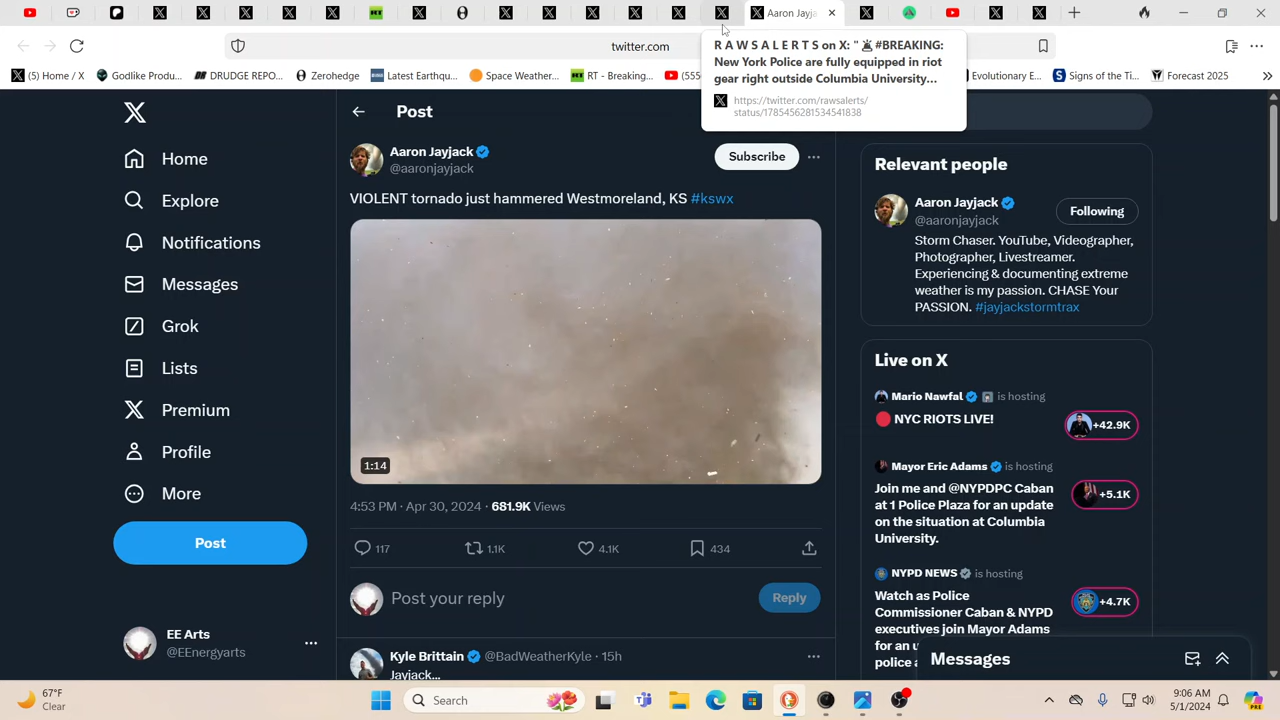 Aaron Jayja
twitter.com
R A W S A L E R T S on X: " 🚨 #BREAKING:
New York Police are fully equipped in riot
gear right outside Columbia University...
https://twitter.com/rawsalerts/
status/1785456281534541838
(5) Home / X
Godlike Produ...
DRUDGE REPO...
Zerohedge
Latest Earthqu...
Space Weather...
RT - Breaking...
(555
Evolutionary E...
Signs of the Ti...
Forecast 2025
Home
Explore
Notifications
Messages
Grok
Lists
Premium
Profile
More
Post
EE Arts
@EEnergyarts
Post
Aaron Jayjack
@aaronjayjack
Subscribe
VIOLENT tornado just hammered Westmoreland, KS #kswx
1:14
4:53 PM · Apr 30, 2024 · 681.9K Views
117
1.1K
4.1K
434
Post your reply
Reply
Kyle Brittain @BadWeatherKyle · 15h
Jayjack...
Relevant people
Aaron Jayjack
@aaronjayjack
Following
Storm Chaser. YouTube, Videographer,
Photographer, Livestreamer.
Experiencing & documenting extreme
weather is my passion. CHASE Your
PASSION. #jayjackstormtrax
Live on X
Mario Nawfal is hosting
🔴 NYC RIOTS LIVE!
+42.9K
Mayor Eric Adams is hosting
Join me and @NYPDPC Caban
at 1 Police Plaza for an update
on the situation at Columbia
University.
+5.1K
NYPD NEWS is hosting
Watch as Police
Commissioner Caban & NYPD
executives join Mayor Adams
for an u
police a
+4.7K
Messages
67°F
Clear
Search
9:06 AM
5/1/2024